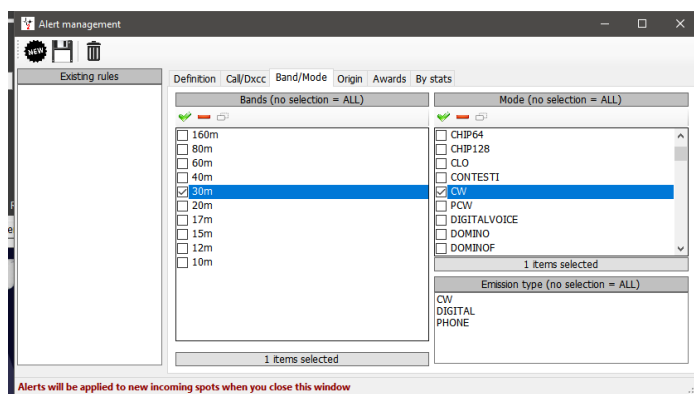 Alert management
NEW
Existing rules
Definition Call/Dxcc Band/Mode Origin Awards By stats
Bands (no selection = ALL)
160m
80m
60m
40m
30m
20m
17m
15m
12m
10m
1 items selected
Mode (no selection = ALL)
CHIP64
CHIP128
CLO
CONTESTI
CW
PCW
DIGITALVOICE
DOMINO
DOMINOF
1 items selected
Emission type (no selection = ALL)
CW
DIGITAL
PHONE
Alerts will be applied to new incoming spots when you close this window